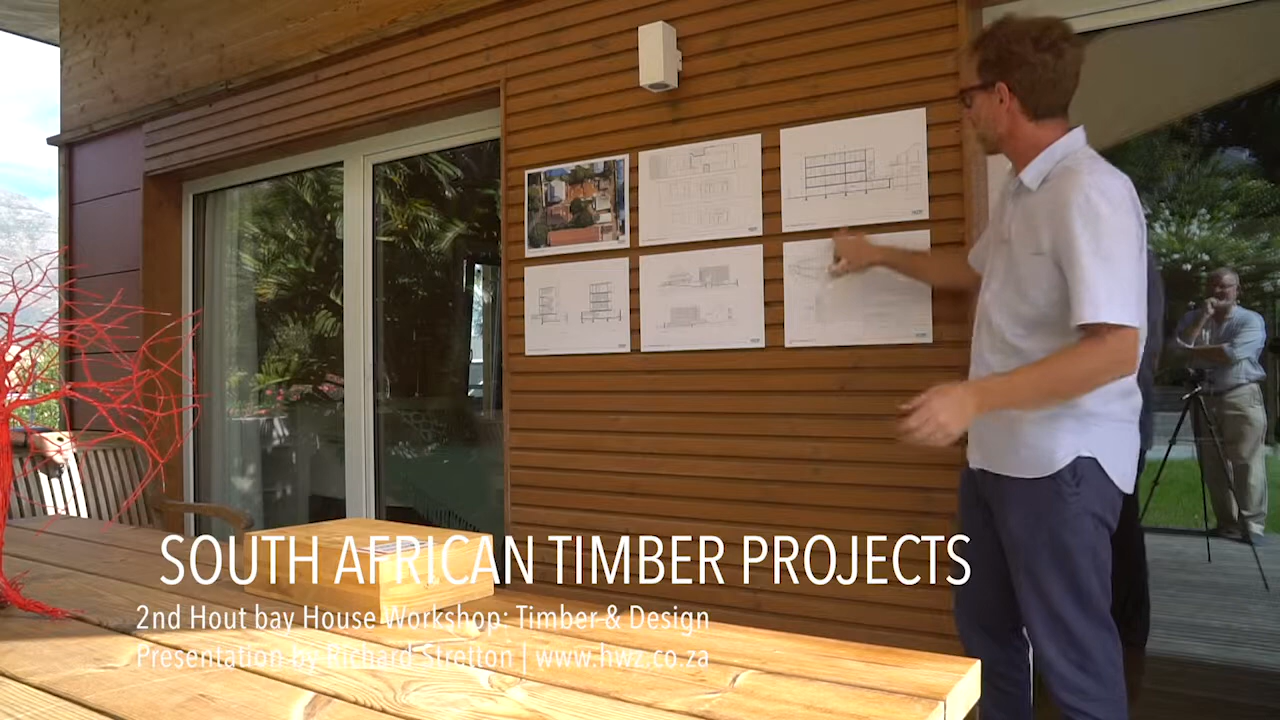 SOUTH AFRICAN TIMBER PROJECTS
2nd Hout bay House Workshop: Timber & Design
Presentation by Richard Stretton | www.hwz.co.za